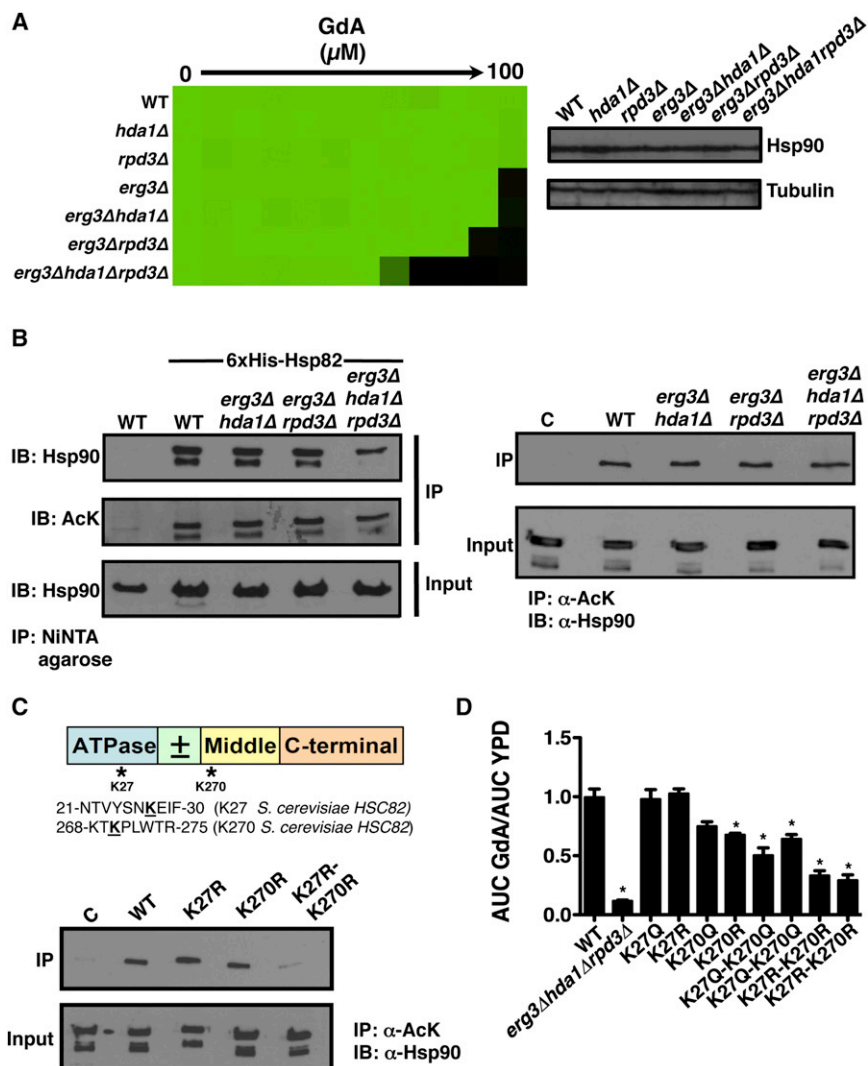 A
GdA
(µM)
0 100
WT
hda1Δ
rpd3Δ
erg3Δ
erg3Δhda1Δ
erg3Δrpd3Δ
erg3Δhda1Δrpd3Δ
WT hda1Δ rpd3Δ erg3Δ erg3Δhda1Δ erg3Δrpd3Δ erg3Δhda1rpd3Δ
Hsp90
Tubulin
B
6xHis-Hsp82
erg3Δ
erg3Δ erg3Δ hda1Δ
WT WT hda1Δ rpd3Δ rpd3Δ
IB: Hsp90
IP
IB: AcK
IB: Hsp90 Input
IP: NiNTA
agarose
erg3Δ
erg3Δ erg3Δ hda1Δ
C WT hda1Δ rpd3Δ rpd3Δ
IP
Input
IP: α-AcK
IB: α-Hsp90
C
ATPase ± Middle C-terminal
* *
K27 K270
21-NTVYSNKEIF-30 (K27 S. cerevisiae HSC82)
268-KTKPLWTR-275 (K270 S. cerevisiae HSC82)
C WT K27R K270R K27R-
K270R
IP
Input
IP: α-AcK
IB: α-Hsp90
D
AUC GdA/AUC YPD
1.5
1.0
0.5
0.0
* * * * * *
WT
erg3Δhda1Δrpd3Δ
K27Q
K27R
K270Q
K270R
K27Q-K270Q
K27Q-K270Q
K27R-K270R
K27R-K270R